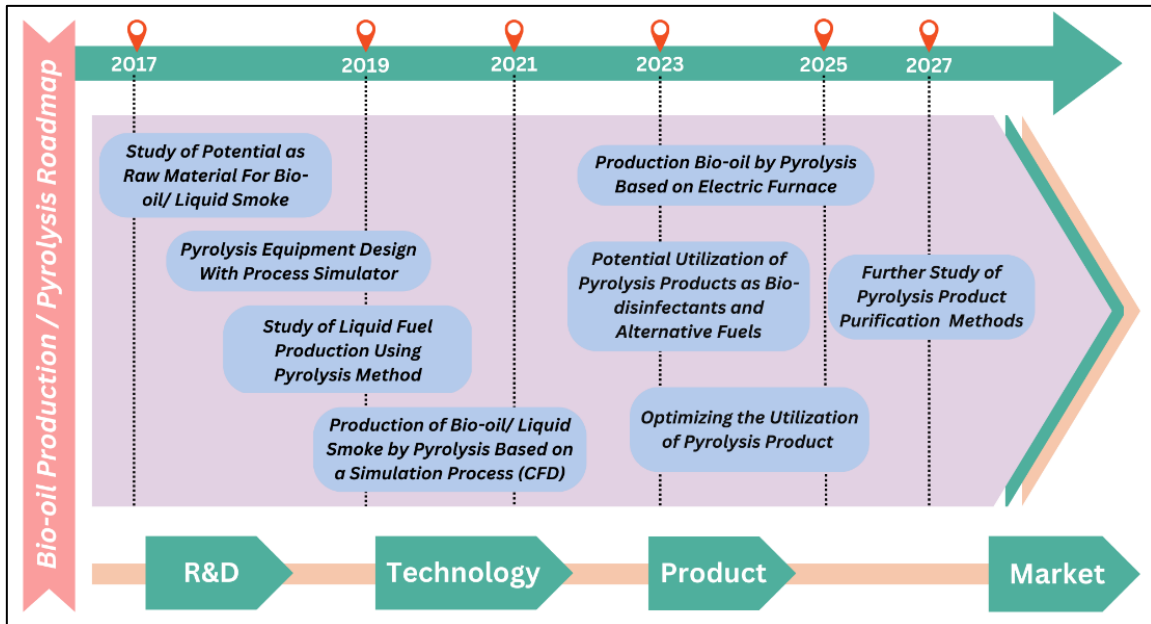 Bio-oil Production / Pyrolysis Roadmap
2017
2019
2021
2023
2025
2027
Study of Potential as
Raw Material For Bio-
oil/ Liquid Smoke
Pyrolysis Equipment Design
With Process Simulator
Study of Liquid Fuel
Production Using
Pyrolysis Method
Production of Bio-oil/ Liquid
Smoke by Pyrolysis Based on
a Simulation Process (CFD)
Production Bio-oil by Pyrolysis
Based on Electric Furnace
Potential Utilization of
Pyrolysis Products as Bio-
disinfectants and
Alternative Fuels
Optimizing the Utilization
of Pyrolysis Product
Further Study of
Pyrolysis Product
Purification Methods
R&D
Technology
Product
Market